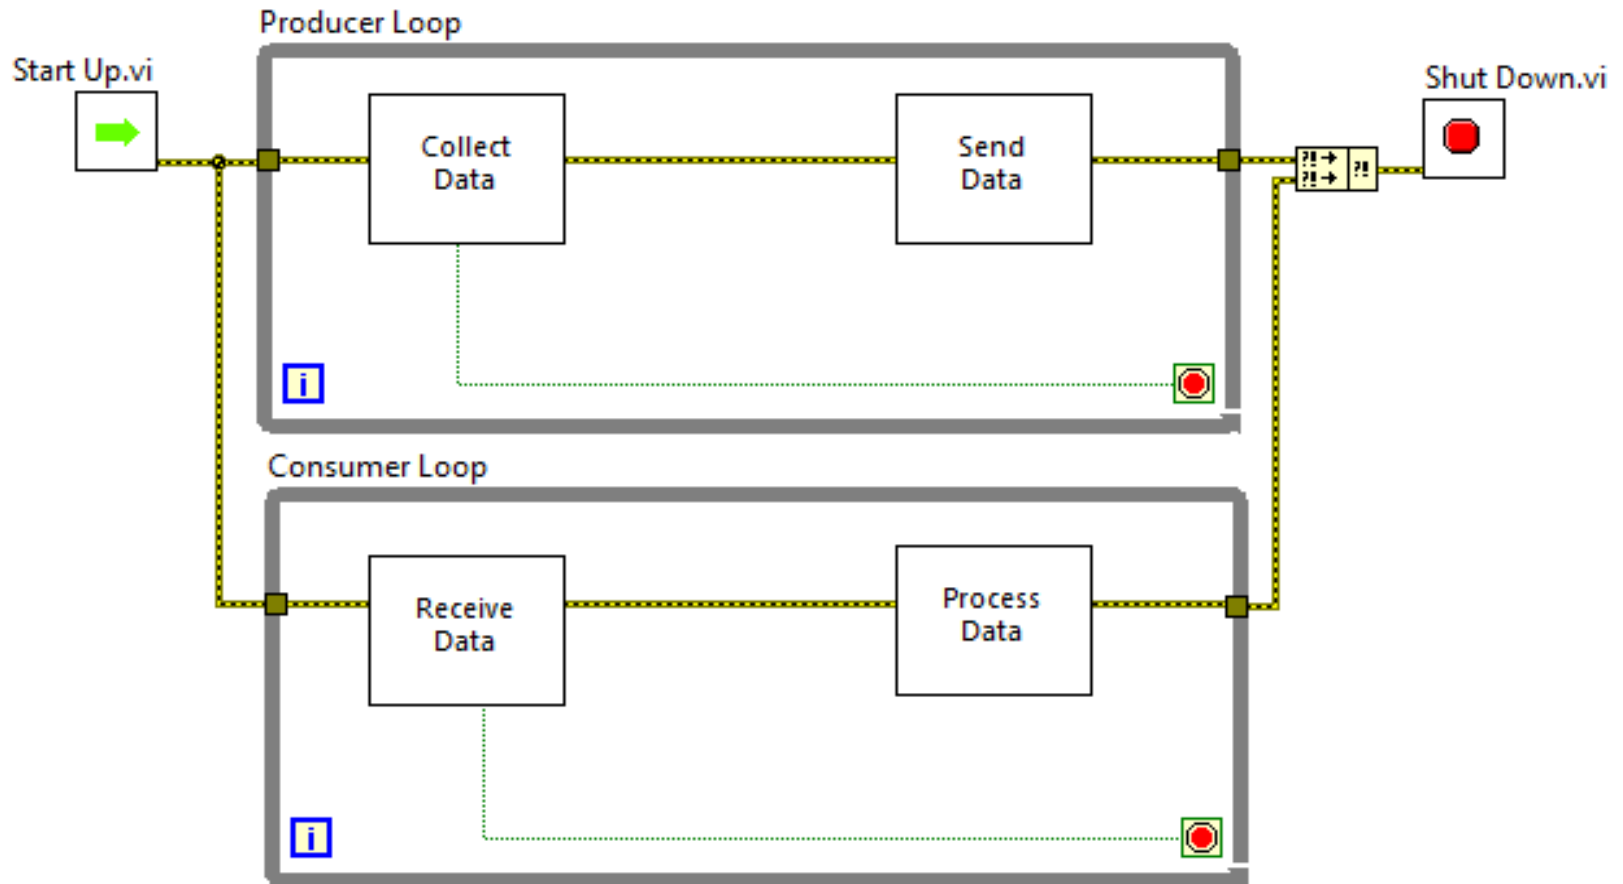 Producer Loop
Start Up.vi
Shut Down.vi
Collect
Data
Send
Data
?!
?!
?!
i
Consumer Loop
Receive
Data
Process
Data
i